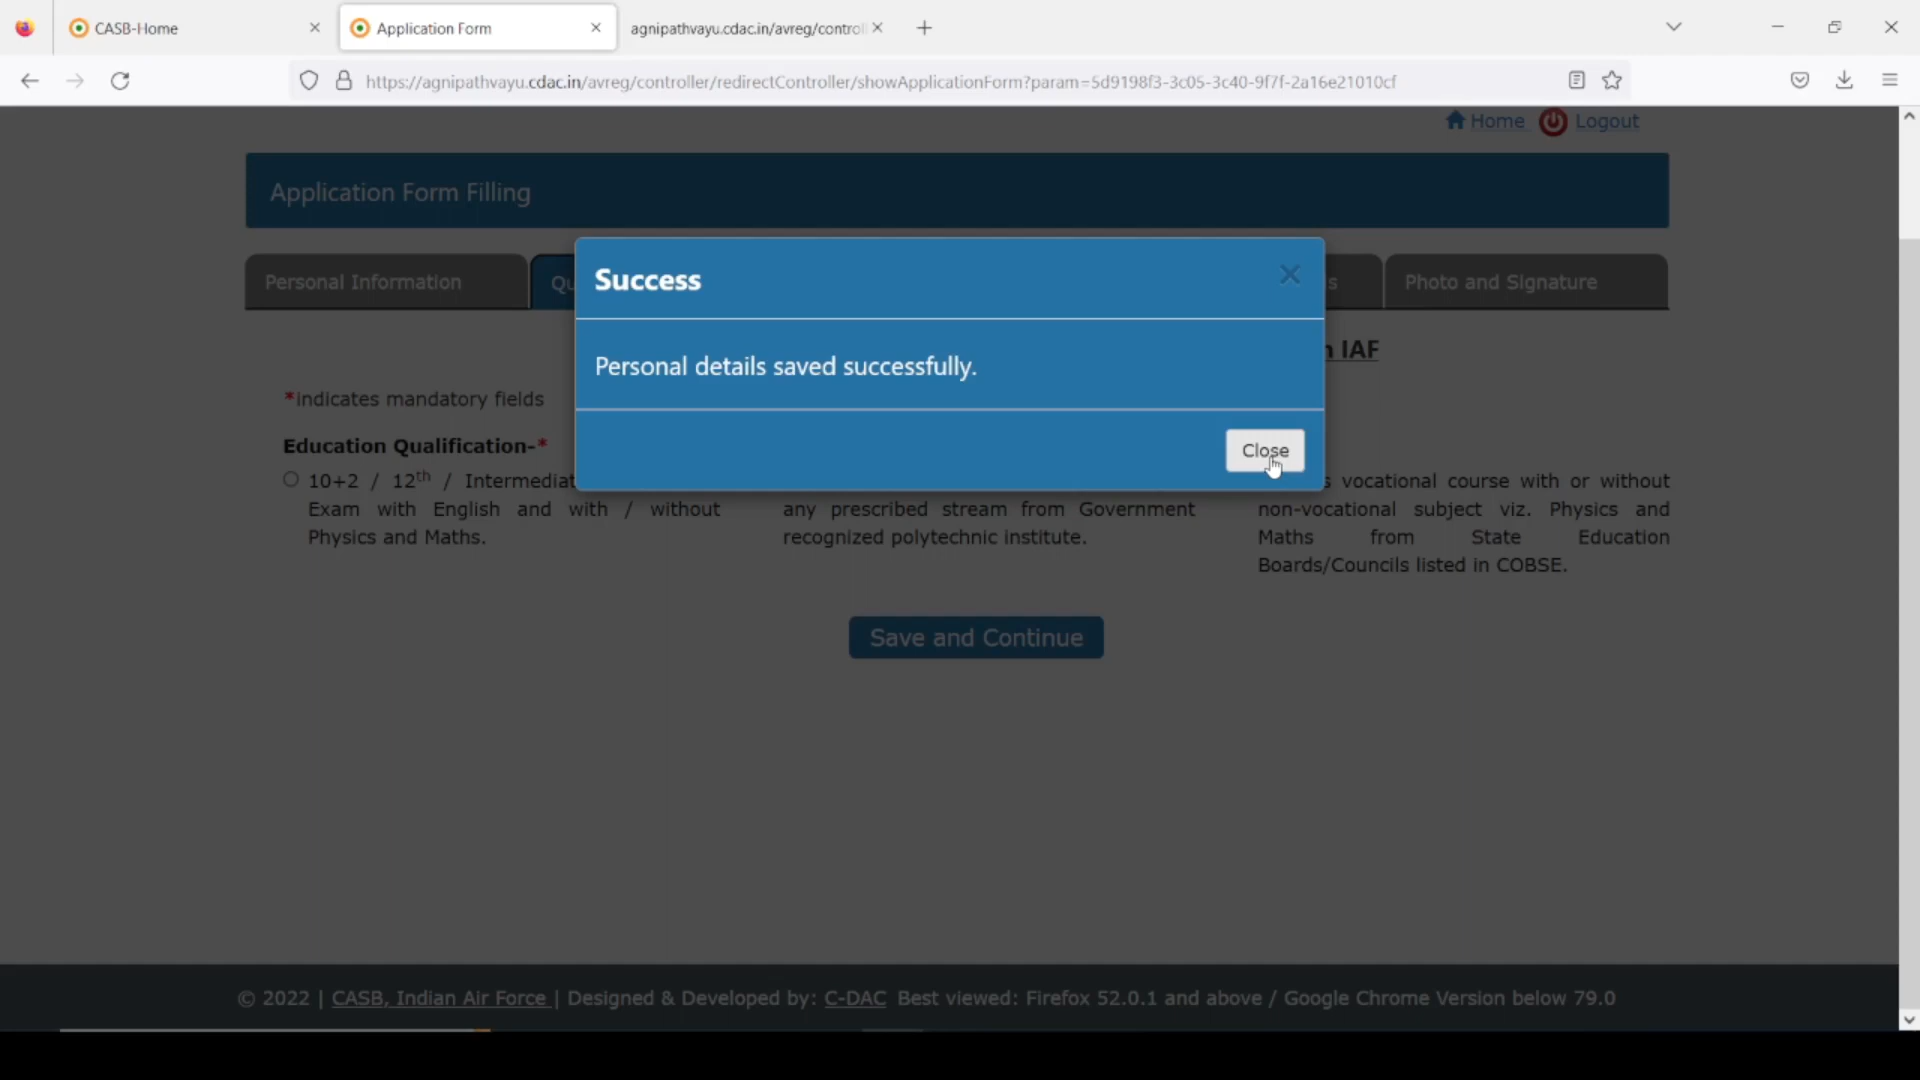 CASB-Home
Application Form
agnipathvayu.cdac.in/avreg/control
https://agnipathvayu.cdac.in/avreg/controller/redirectController/showApplicationForm?param=5d9198f3-3c05-3c40-9f7f-2a16e21010cf
Home Logout
Application Form Filling
Personal Information
Qu
s
Photo and Signature
Success
n IAF
Personal details saved successfully.
*indicates mandatory fields
Close
Education Qualification-*
10+2 / 12th / Intermediat
Exam with English and with / without
Physics and Maths.
any prescribed stream from Government
recognized polytechnic institute.
s vocational course with or without
non-vocational subject viz. Physics and
Maths from State Education
Boards/Councils listed in COBSE.
Save and Continue
© 2022 | CASB, Indian Air Force | Designed & Developed by: C-DAC Best viewed: Firefox 52.0.1 and above / Google Chrome Version below 79.0